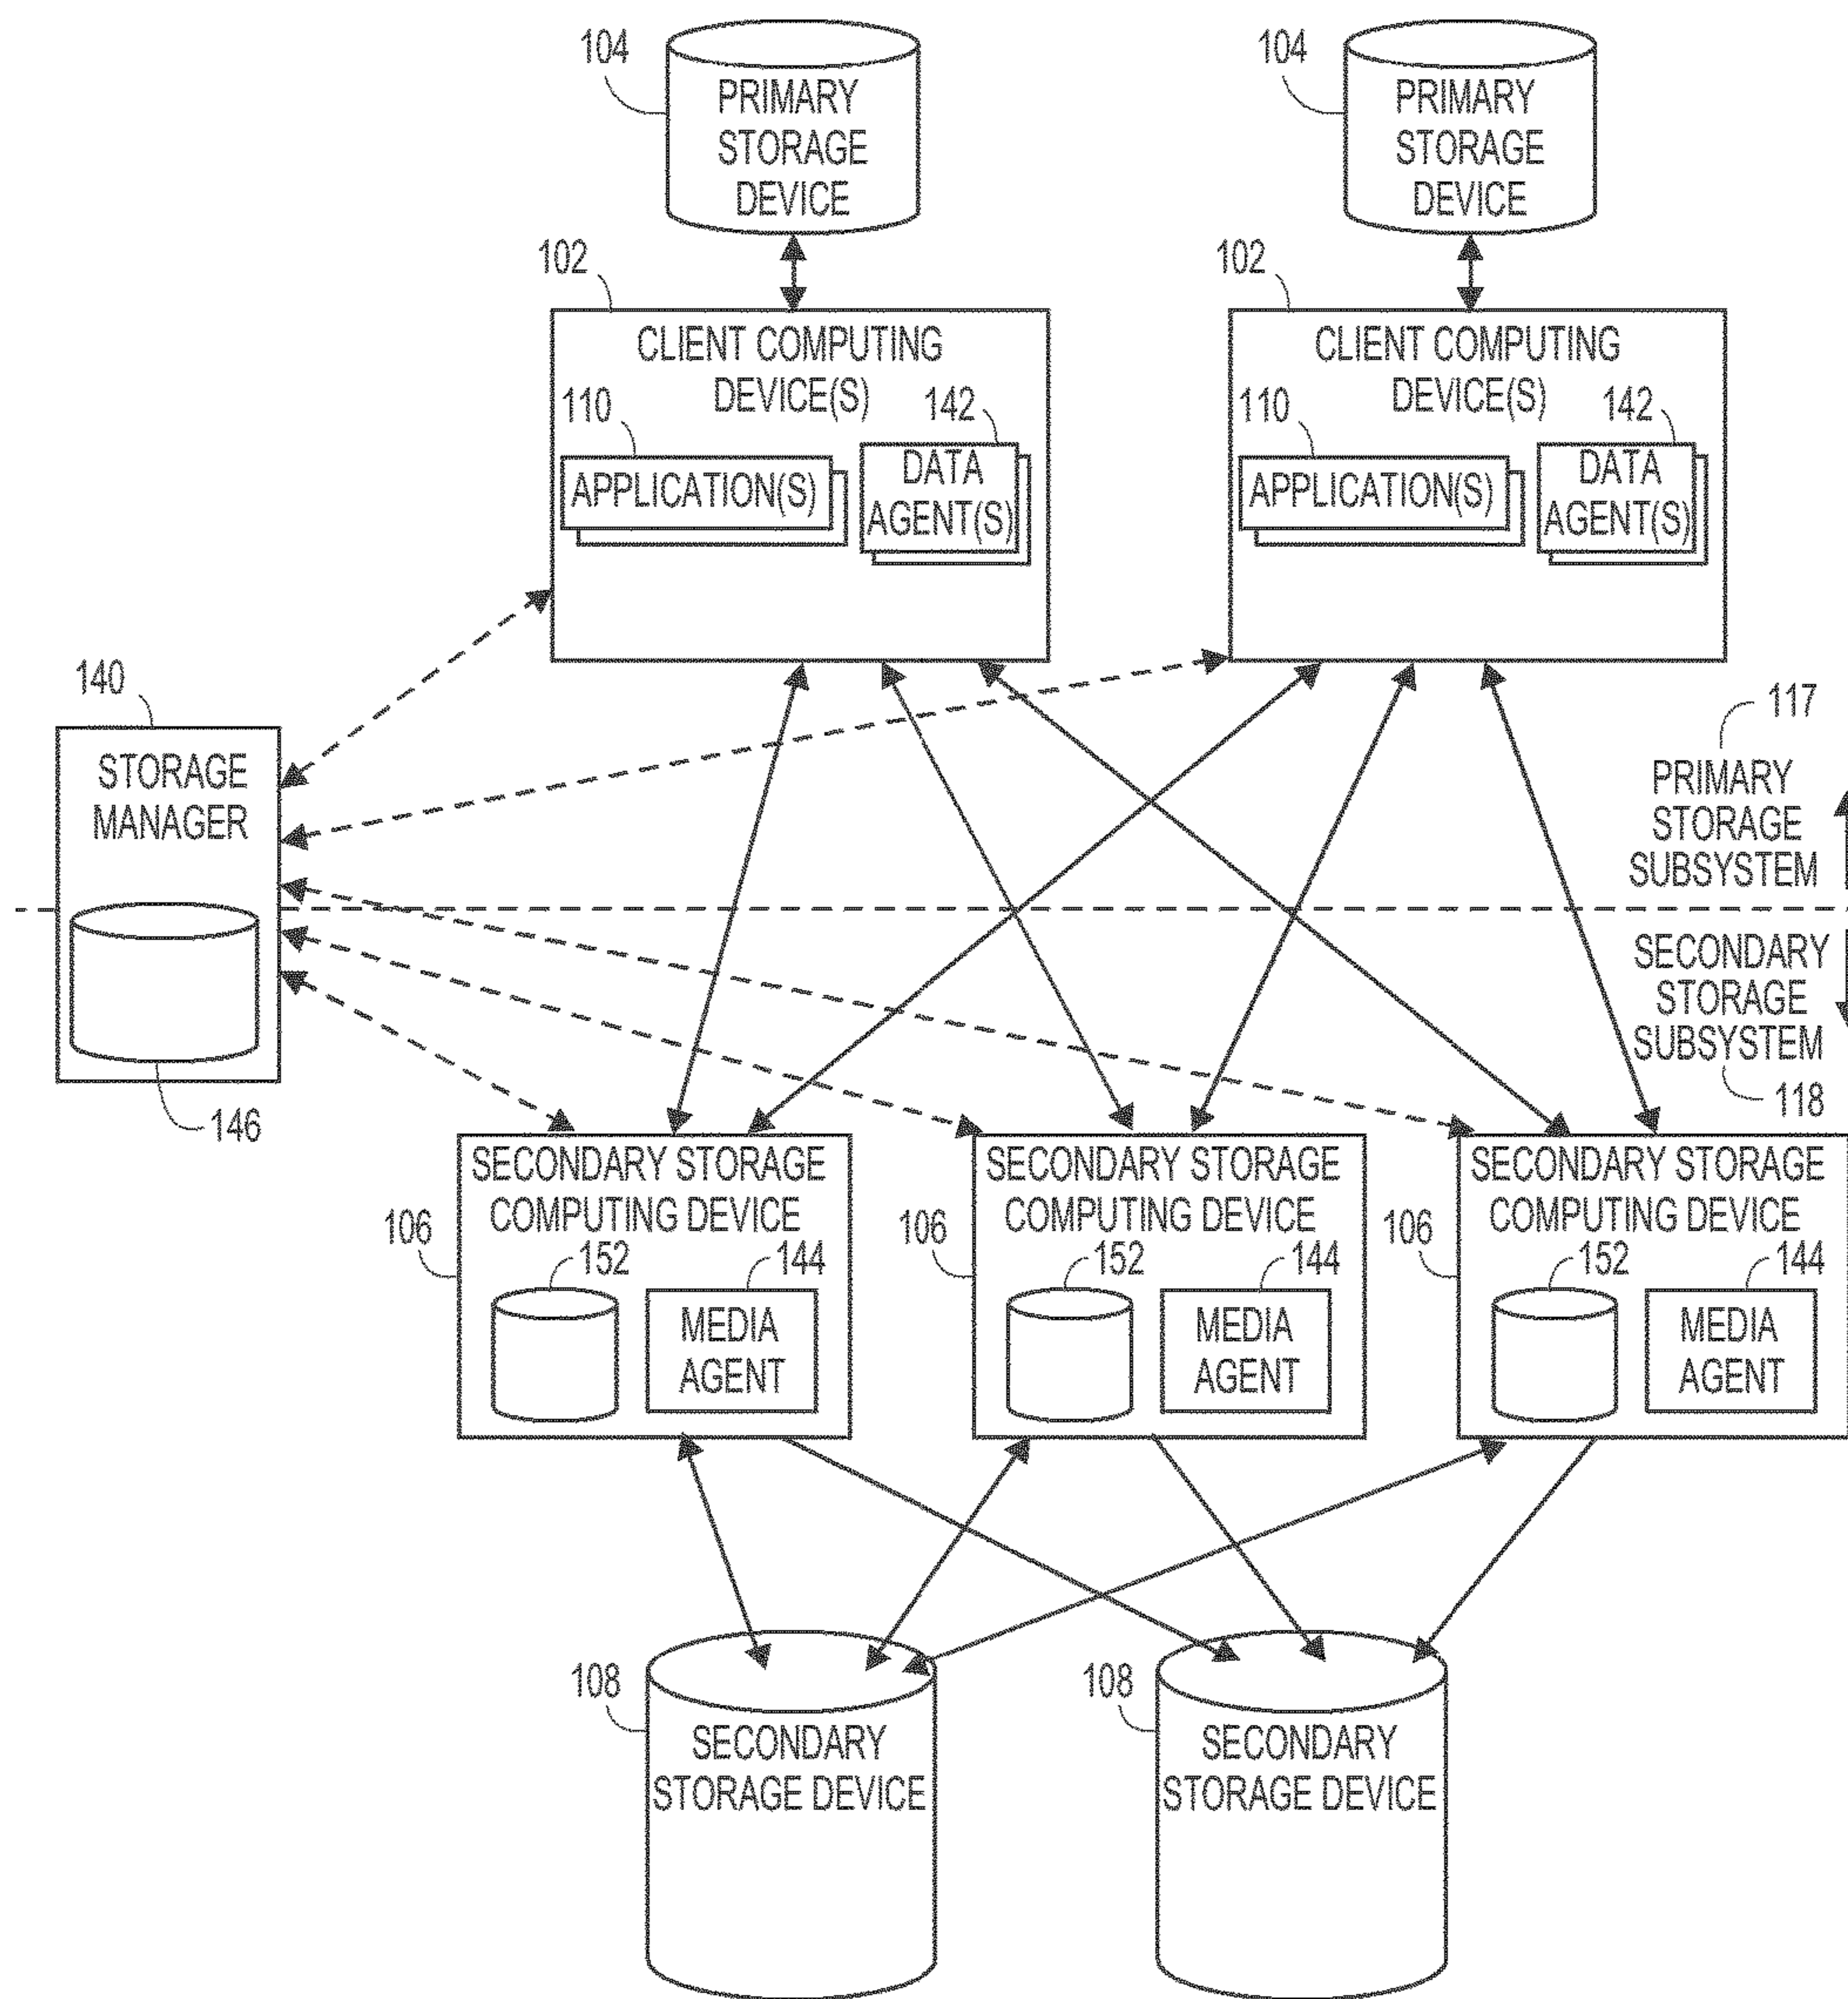 104
PRIMARY
STORAGE
DEVICE
104
PRIMARY
STORAGE
DEVICE
102
CLIENT COMPUTING
DEVICE(S)
110
142
APPLICATION(S)
DATA
AGENT(S)
102
CLIENT COMPUTING
DEVICE(S)
110
142
APPLICATION(S)
DATA
AGENT(S)
140
STORAGE
MANAGER
146
117
PRIMARY
STORAGE
SUBSYSTEM
SECONDARY
STORAGE
SUBSYSTEM
118
106
SECONDARY STORAGE
COMPUTING DEVICE
152
144
MEDIA
AGENT
106
SECONDARY STORAGE
COMPUTING DEVICE
152
144
MEDIA
AGENT
106
SECONDARY STORAGE
COMPUTING DEVICE
152
144
MEDIA
AGENT
108
SECONDARY
STORAGE DEVICE
108
SECONDARY
STORAGE DEVICE